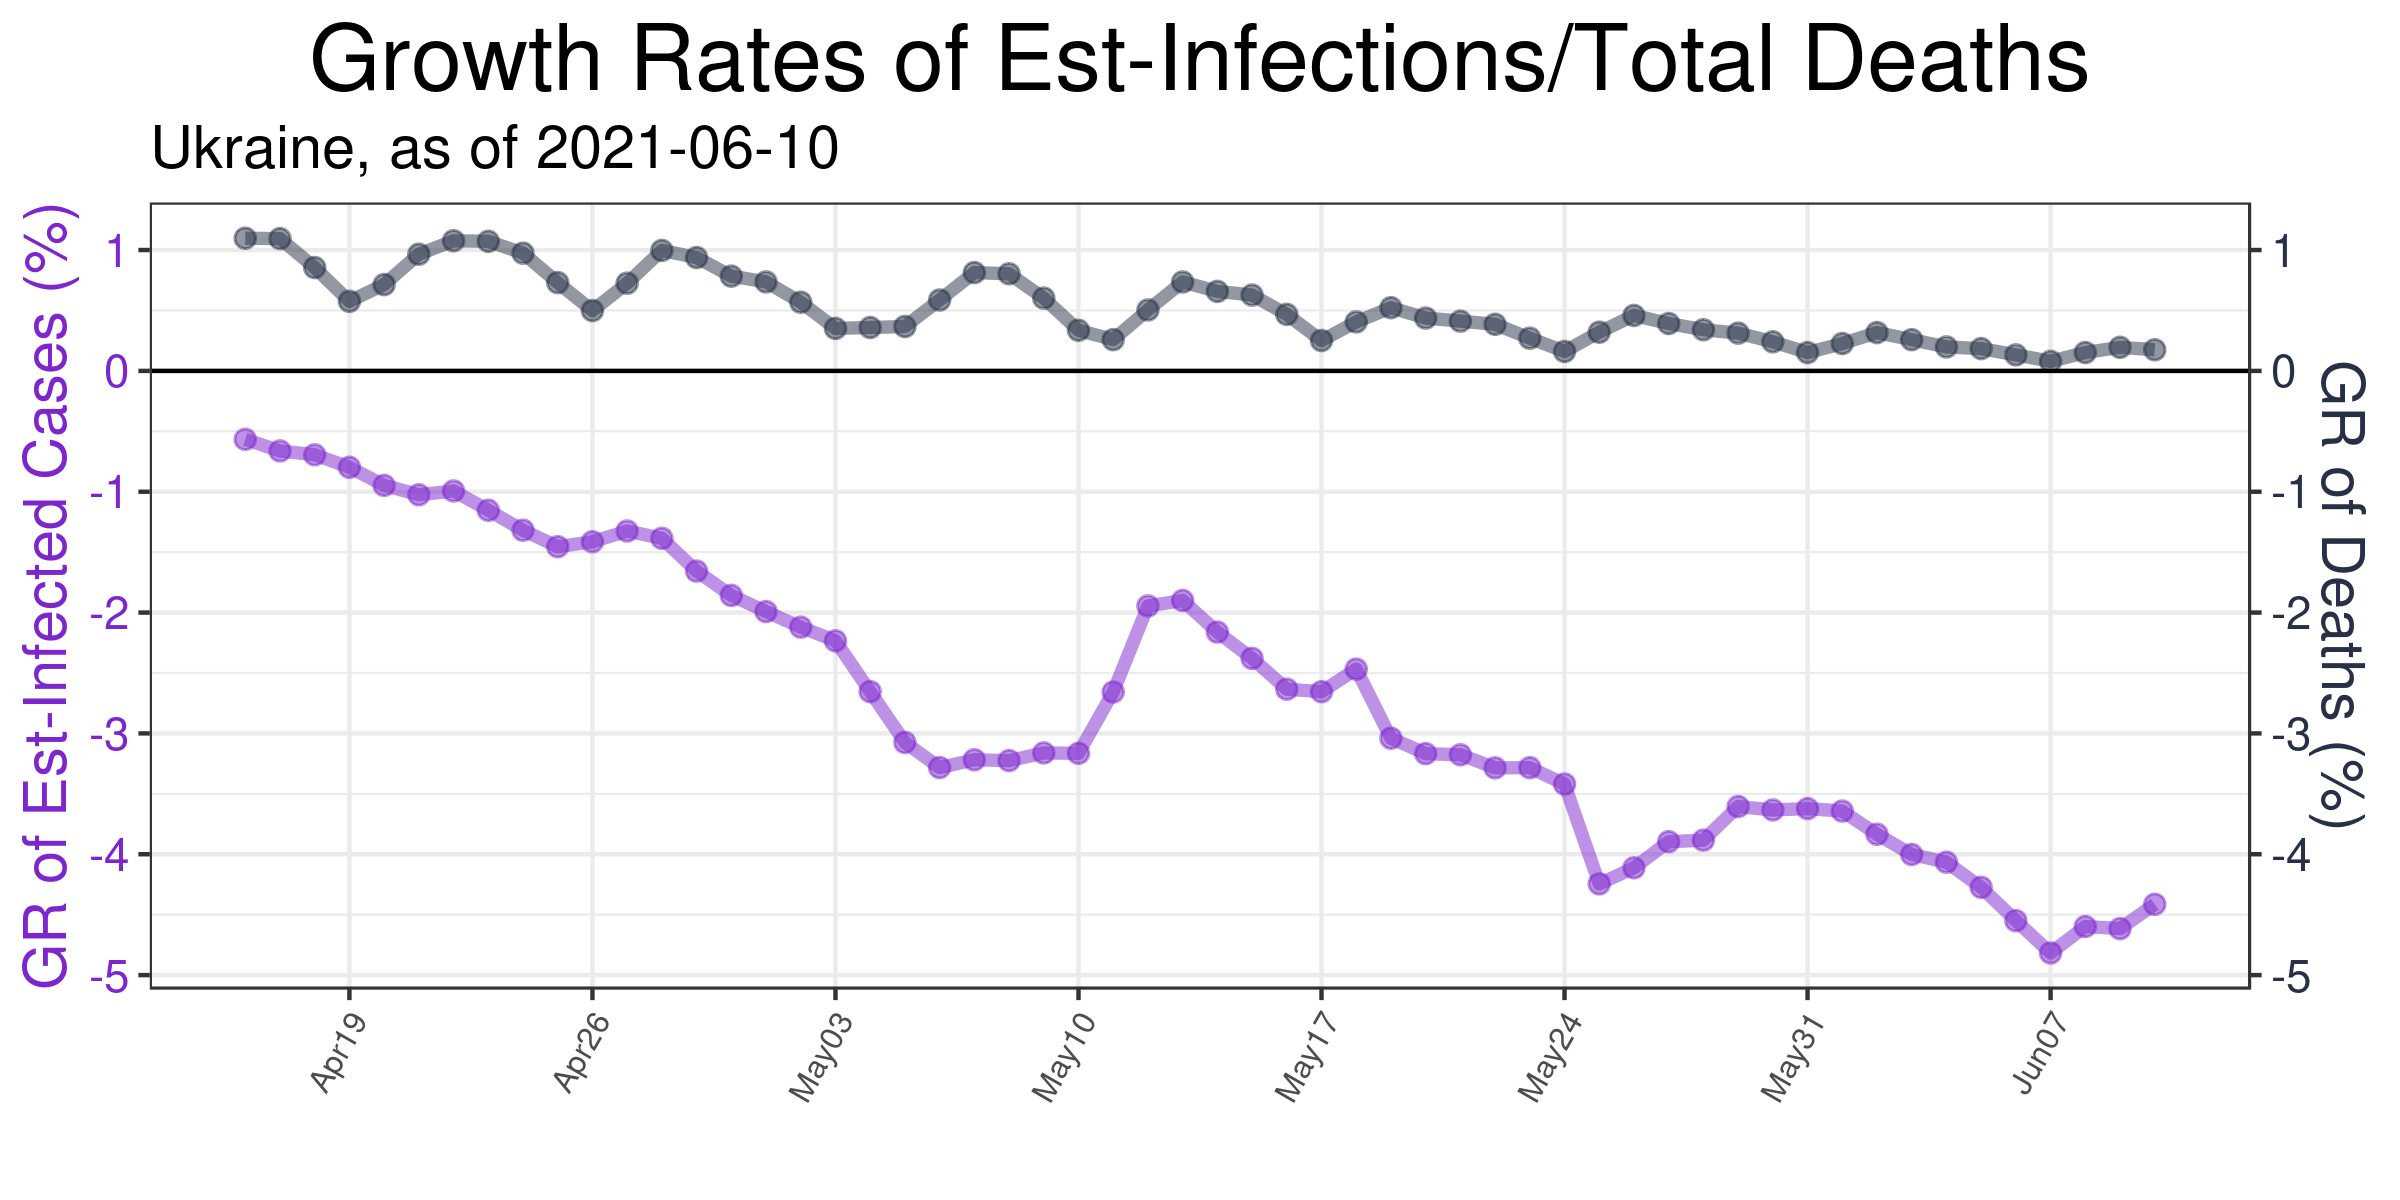 Growth Rates of Est-Infections/Total Deaths
Ukraine, as of 2021-06-10
GR of Est-Infected Cases (%)
1
0
-1
-2
-3
-4
-5
1
0
-1
-2
-3
-4
-5
GR of Deaths (%)
Apr19
Apr26
May03
May10
May17
May24
May31
Jun07